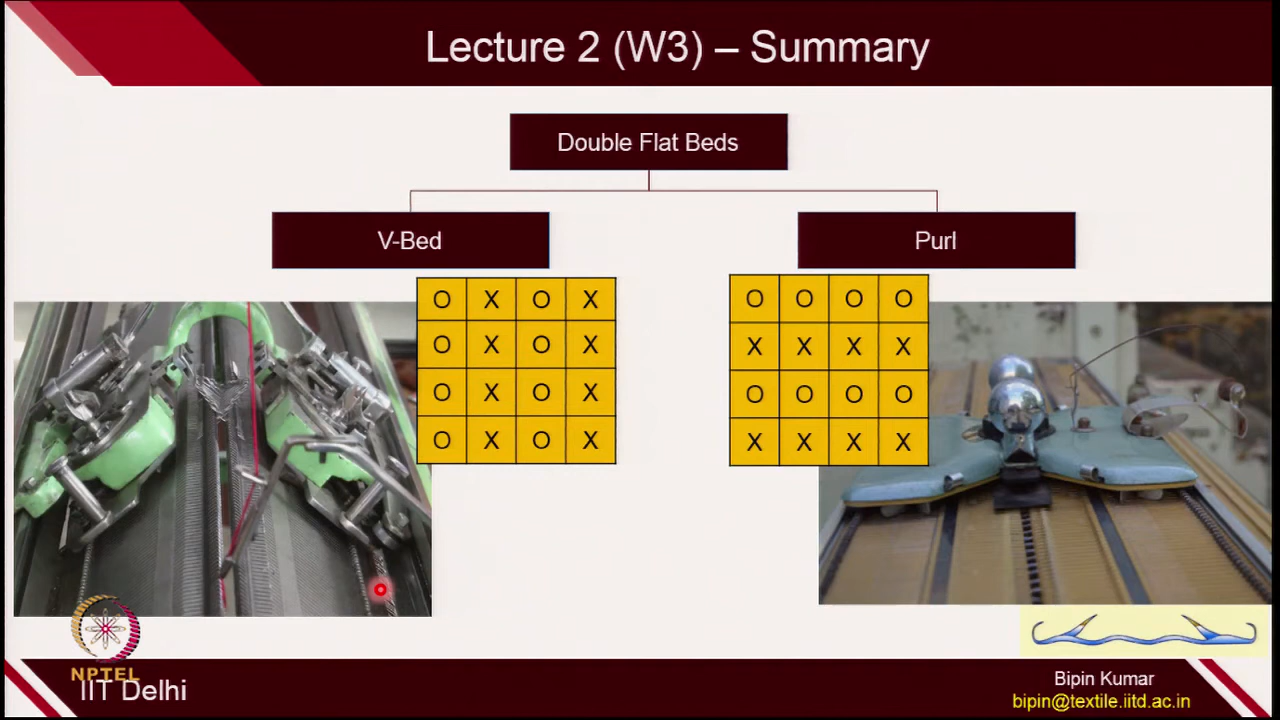 Lecture 2 (W3) – Summary
Double Flat Beds
V-Bed
Purl
O X O X
O X O X
O X O X
O X O X
O O O O
X X X X
O O O O
X X X X
NPTEL
IIT Delhi
Bipin Kumar
bipin@textile.iitd.ac.in